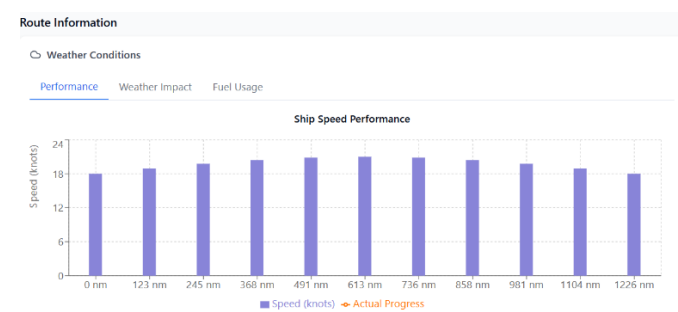 Route Information
Weather Conditions
Performance Weather Impact Fuel Usage
Ship Speed Performance
Speed (knots)
24
18
12
6
0
0 nm 123 nm 245 nm 368 nm 491 nm 613 nm 736 nm 858 nm 981 nm 1104 nm 1226 nm
Speed (knots) Actual Progress